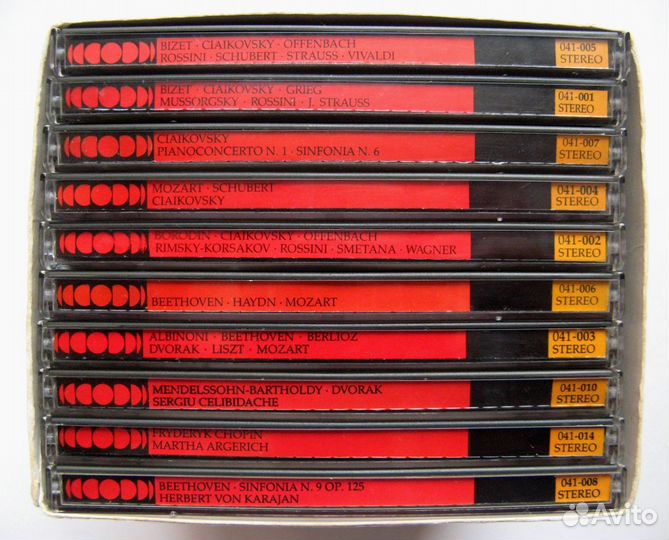 BIZET · CIAIKOVSKY · OFFENBACH
ROSSINI · SCHUBERT · STRAUSS · VIVALDI
041-005
STEREO
BIZET · CIAIKOVSKY · GRIEG
MUSSORGSKY · ROSSINI · J. STRAUSS
041-001
STEREO
CIAIKOVSKY
PIANOCONCERTO N. 1 · SINFONIA N. 6
041-007
STEREO
MOZART · SCHUBERT
CIAIKOVSKY
041-004
STEREO
BORODIN · CIAIKOVSKY · OFFENBACH
RIMSKY-KORSAKOV · ROSSINI · SMETANA · WAGNER
041-002
STEREO
BEETHOVEN · HAYDN · MOZART
041-006
STEREO
ALBINONI · BEETHOVEN · BERLIOZ
DVORAK · LISZT · MOZART
041-003
STEREO
MENDELSSOHN-BARTHOLDY · DVORAK
SERGIU CELIBIDACHE
041-010
STEREO
FRYDERYK CHOPIN
MARTHA ARGERICH
041-014
STEREO
BEETHOVEN · SINFONIA N. 9 OP. 125
HERBERT VON KARAJAN
041-008
STEREO
Avito